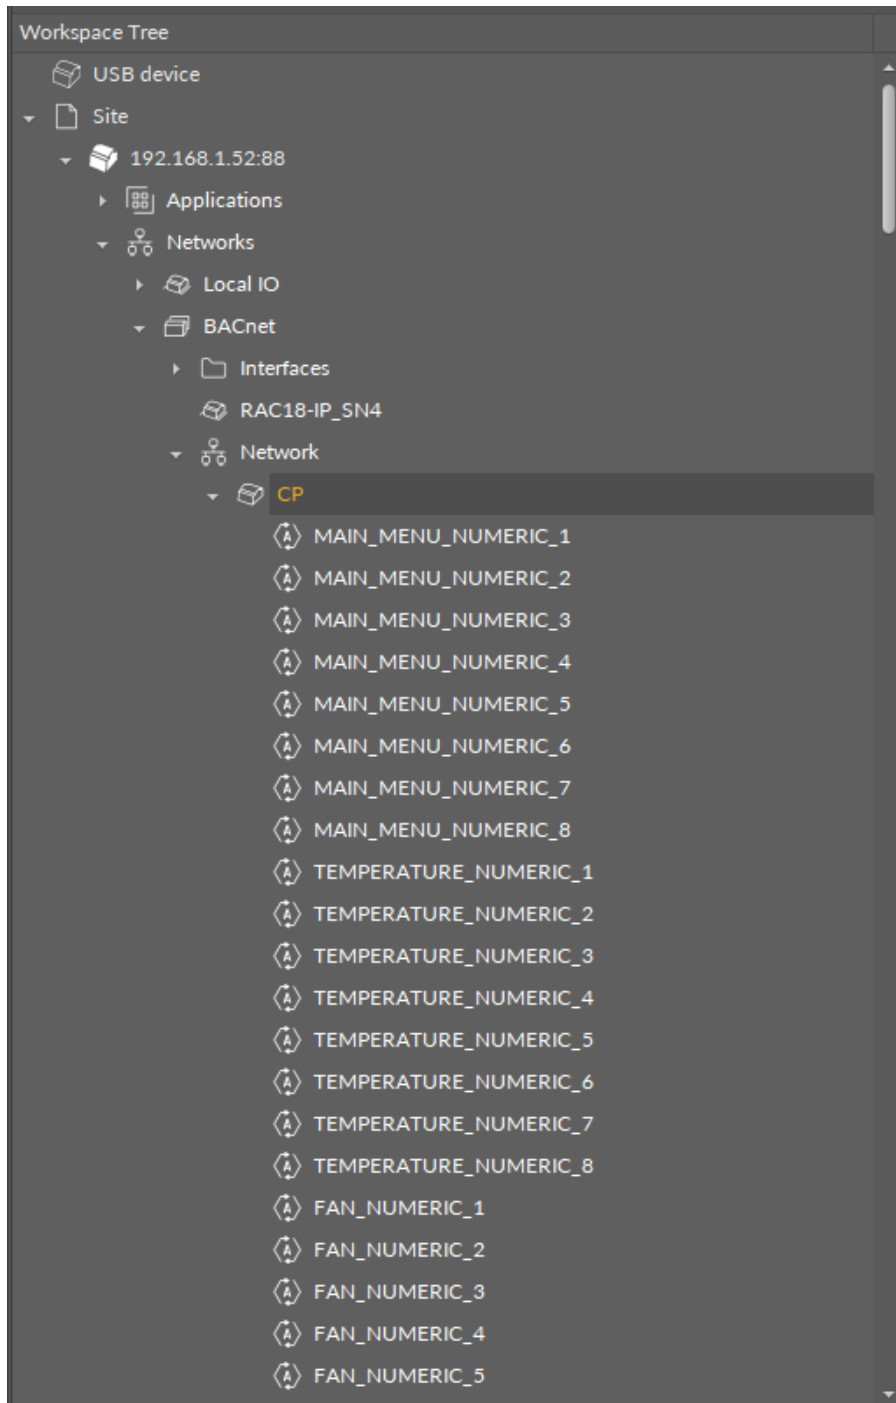 Workspace Tree
USB device
Site
192.168.1.52:88
Applications
Networks
Local IO
BACnet
Interfaces
RAC18-IP_SN4
Network
CP
MAIN_MENU_NUMERIC_1
MAIN_MENU_NUMERIC_2
MAIN_MENU_NUMERIC_3
MAIN_MENU_NUMERIC_4
MAIN_MENU_NUMERIC_5
MAIN_MENU_NUMERIC_6
MAIN_MENU_NUMERIC_7
MAIN_MENU_NUMERIC_8
TEMPERATURE_NUMERIC_1
TEMPERATURE_NUMERIC_2
TEMPERATURE_NUMERIC_3
TEMPERATURE_NUMERIC_4
TEMPERATURE_NUMERIC_5
TEMPERATURE_NUMERIC_6
TEMPERATURE_NUMERIC_7
TEMPERATURE_NUMERIC_8
FAN_NUMERIC_1
FAN_NUMERIC_2
FAN_NUMERIC_3
FAN_NUMERIC_4
FAN_NUMERIC_5